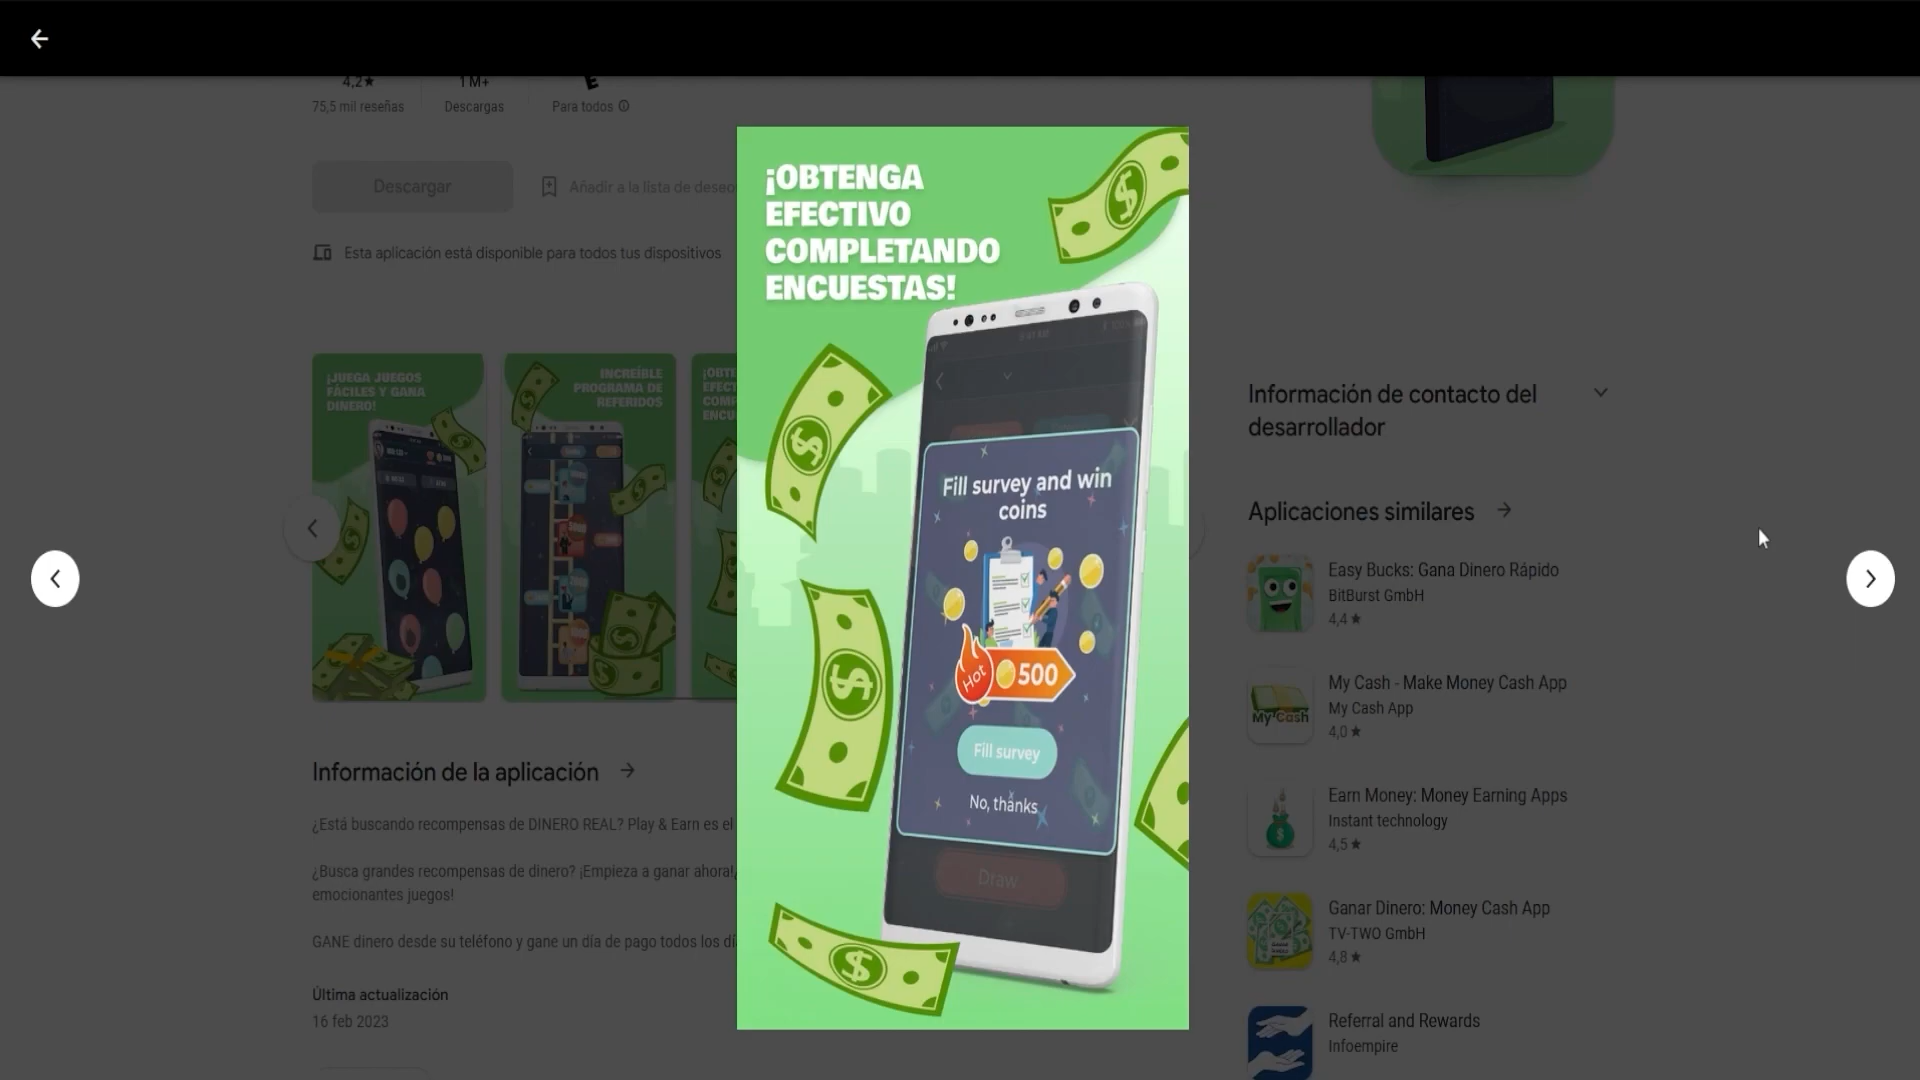 4,2★
75,5 mil reseñas
1 M+
Descargas
Para todos
Descargar
Añadir a la lista de deseo
Esta aplicación está disponible para todos tus dispositivos
¡JUEGA JUEGOS
FÁCILES Y GANA
DINERO!
INCREÍBLE
PROGRAMA DE
REFERIDOS
¡OBTENGA
EFECTIVO
COMPLETANDO
ENCUESTAS!
Fill survey and win
coins
Hot
500
Fill survey
No, thanks
Draw
Información de la aplicación
¿Está buscando recompensas de DINERO REAL? Play & Earn es el
¿Busca grandes recompensas de dinero? ¡Empieza a ganar ahora!
emocionantes juegos!
GANE dinero desde su teléfono y gane un día de pago todos los dí
Última actualización
16 feb 2023
Información de contacto del
desarrollador
Aplicaciones similares
Easy Bucks: Gana Dinero Rápido
BitBurst GmbH
4,4★
My Cash
My Cash - Make Money Cash App
My Cash App
4,0★
Earn Money: Money Earning Apps
Instant technology
4,5★
Ganar Dinero: Money Cash App
TV-TWO GmbH
4,8★
Referral and Rewards
Infoempire